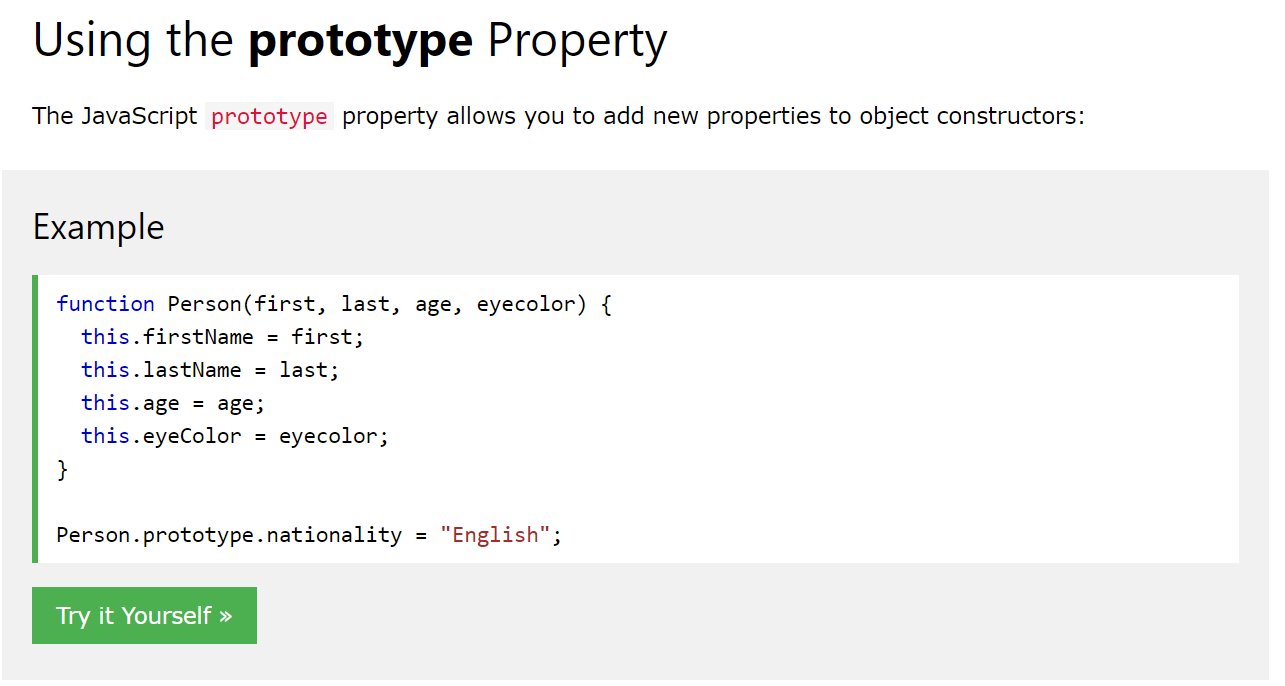 Using the prototype Property
The JavaScript prototype property allows you to add new properties to object constructors:
Example
function Person(first, last, age, eyecolor) {
  this.firstName = first;
  this.lastName = last;
  this.age = age;
  this.eyeColor = eyecolor;
}
Person.prototype.nationality = "English";
Try it Yourself »